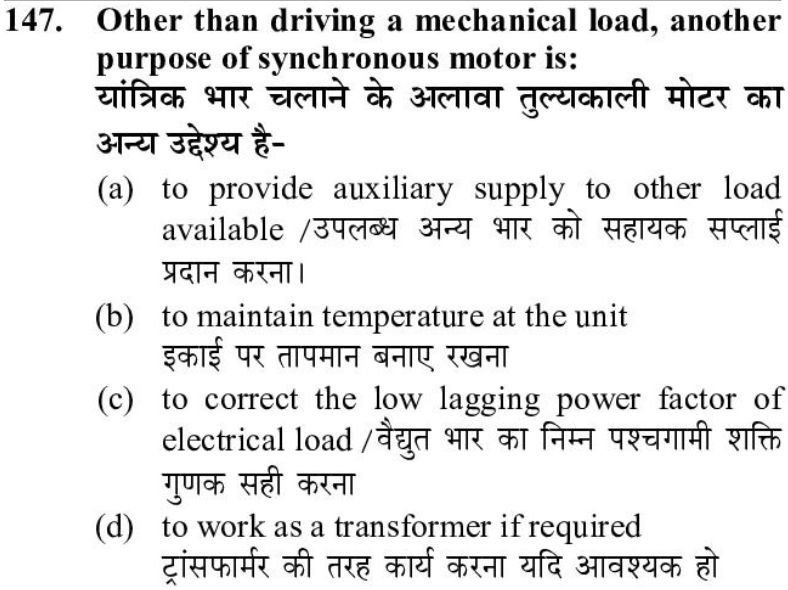 147. Other than driving a mechanical load, another
purpose of synchronous motor is:
यांत्रिक भार चलाने के अलावा तुल्यकाली मोटर का
अन्य उद्देश्य है-
(a) to provide auxiliary supply to other load
available /उपलब्ध अन्य भार को सहायक सप्लाई
प्रदान करना।
(b) to maintain temperature at the unit
इकाई पर तापमान बनाए रखना
(c) to correct the low lagging power factor of
electrical load /वैद्युत भार का निम्न पश्चगामी शक्ति
गुणक सही करना
(d) to work as a transformer if required
ट्रांसफार्मर की तरह कार्य करना यदि आवश्यक हो